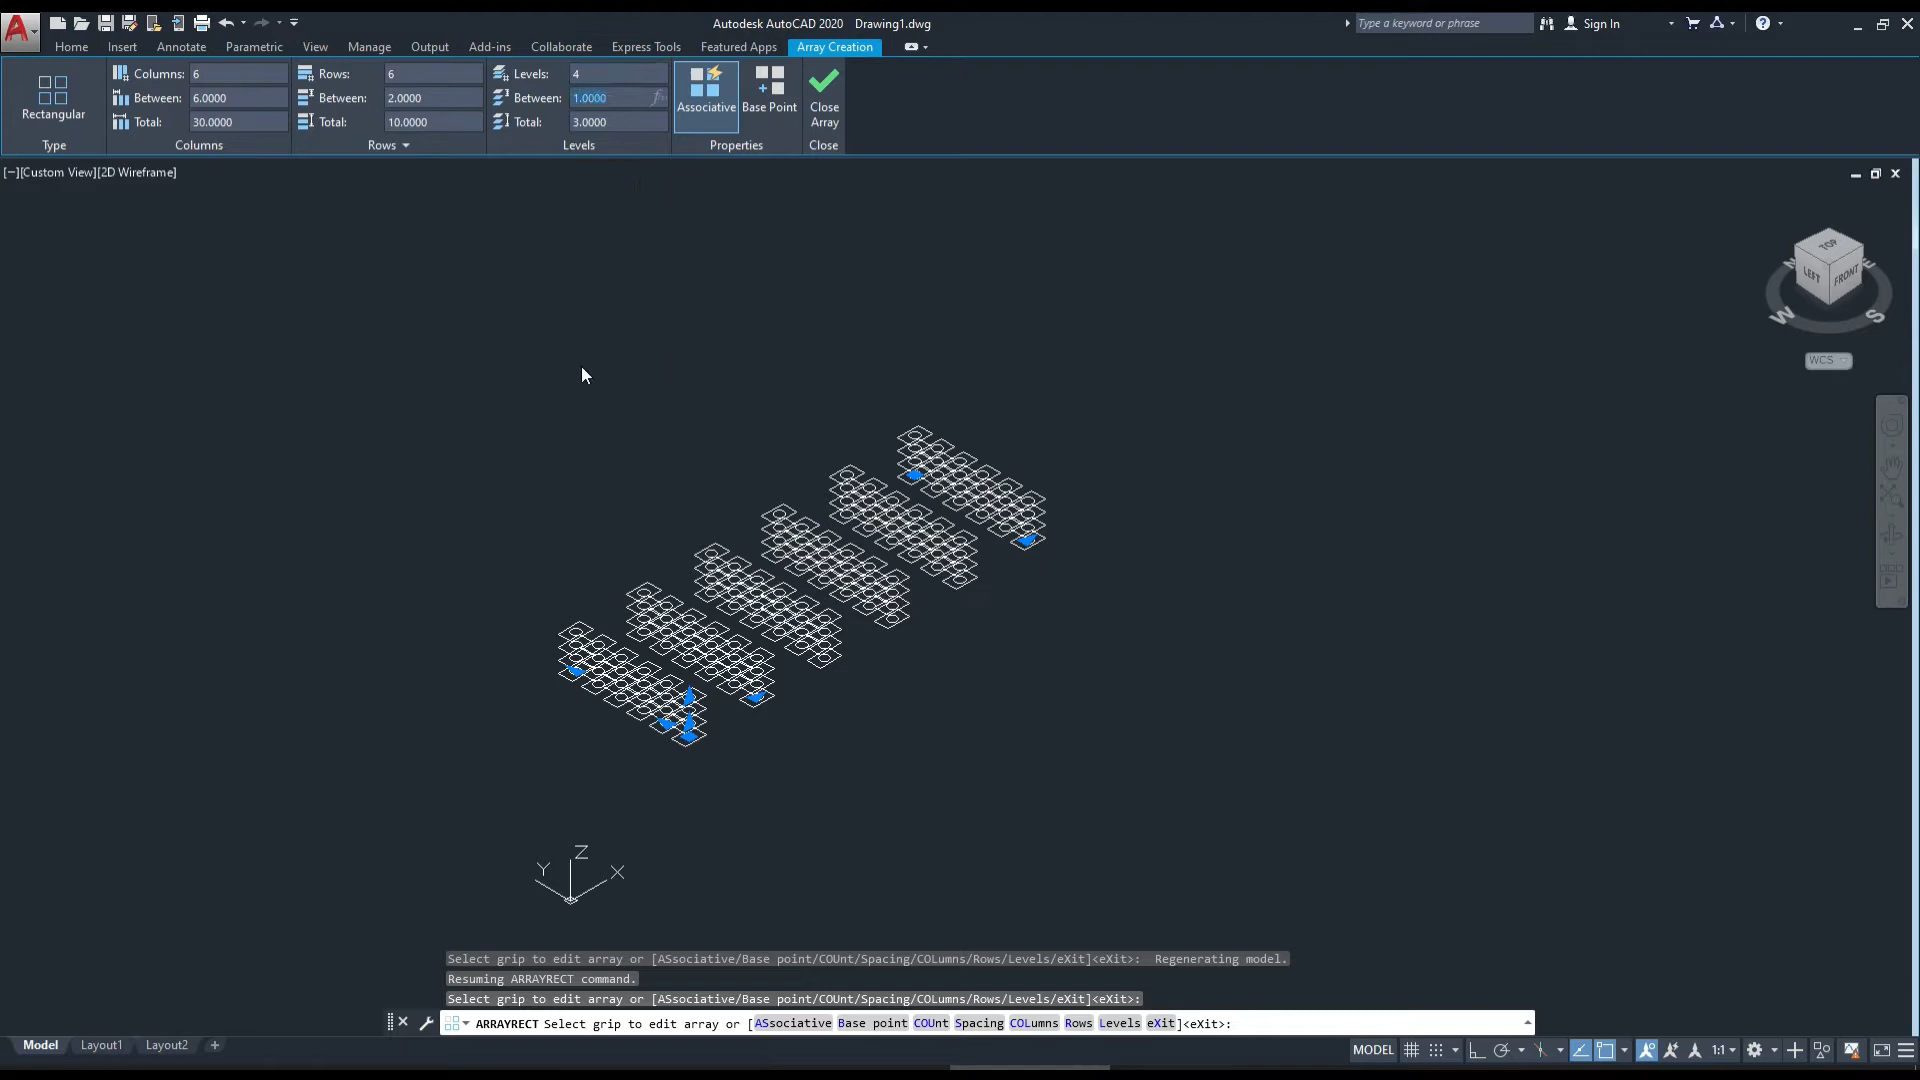 Autodesk AutoCAD 2020 Drawing1.dwg
Type a keyword or phrase
Sign In
Home Insert Annotate Parametric View Manage Output Add-ins Collaborate Express Tools Featured Apps Array Creation
Columns: 6 Rows: 6 Levels: 4
Between: 6.0000 Between: 2.0000 Between: 1.0000
Total: 30.0000 Total: 10.0000 Total: 3.0000
Rectangular
Associative
Base Point
Close
Array
Type Columns Rows Levels Properties Close
[−][Custom View][2D Wireframe]
TOP
LEFT FRONT
N E
W S
WCS
Z
Y X
Select grip to edit array or [ASsociative/Base point/COUnt/Spacing/COLumns/Rows/Levels/eXit]<eXit>: Regenerating model.
Resuming ARRAYRECT command.
Select grip to edit array or [ASsociative/Base point/COUnt/Spacing/COLumns/Rows/Levels/eXit]<eXit>:
ARRAYRECT Select grip to edit array or [ASsociative Base point COUnt Spacing COLumns Rows Levels eXit]<eXit>:
Model Layout1 Layout2 +
MODEL 1:1